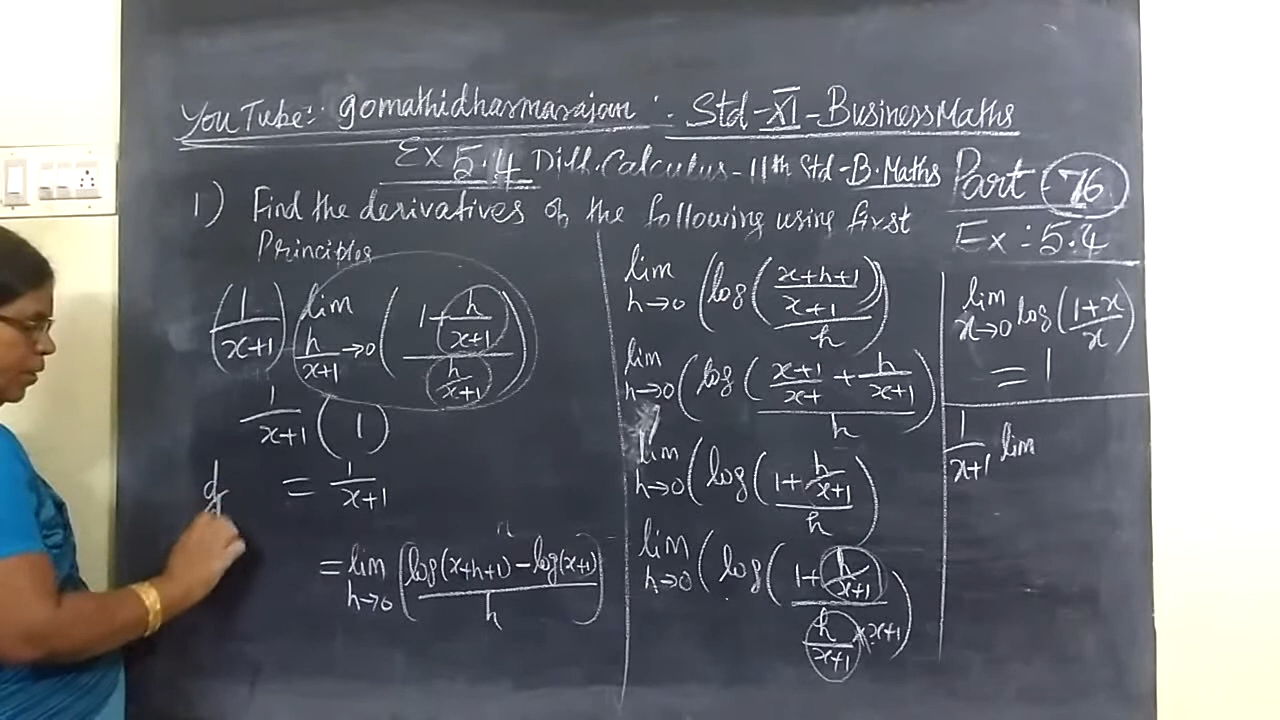 YouTube:- gomathidharmarajan : Std-XI-BusinessMaths
Ex 5.4 Diff.Calculus-11th Std-B.Maths
Part-76
Ex:5.4
1) Find the derivatives of the following using first
Principles
(1/(x+1)) lim h/(x+1)→0 ((1+h/(x+1))/(h/(x+1)))
1/(x+1) (1)
d = 1/(x+1)
= lim h→0 ((log(x+h+1)-log(x+1))/h)
lim h→0 (log((x+h+1)/(x+1))/h)
lim h→0 (log((x+1)/(x+) + h/(x+1))/h)
lim h→0 (log(1+h/(x+1))/h)
lim h→0 (log(1+h/(x+1))/(h/(x+1) × x+1))
lim x→0 log((1+x)/x)
= 1
1/(x+1) lim